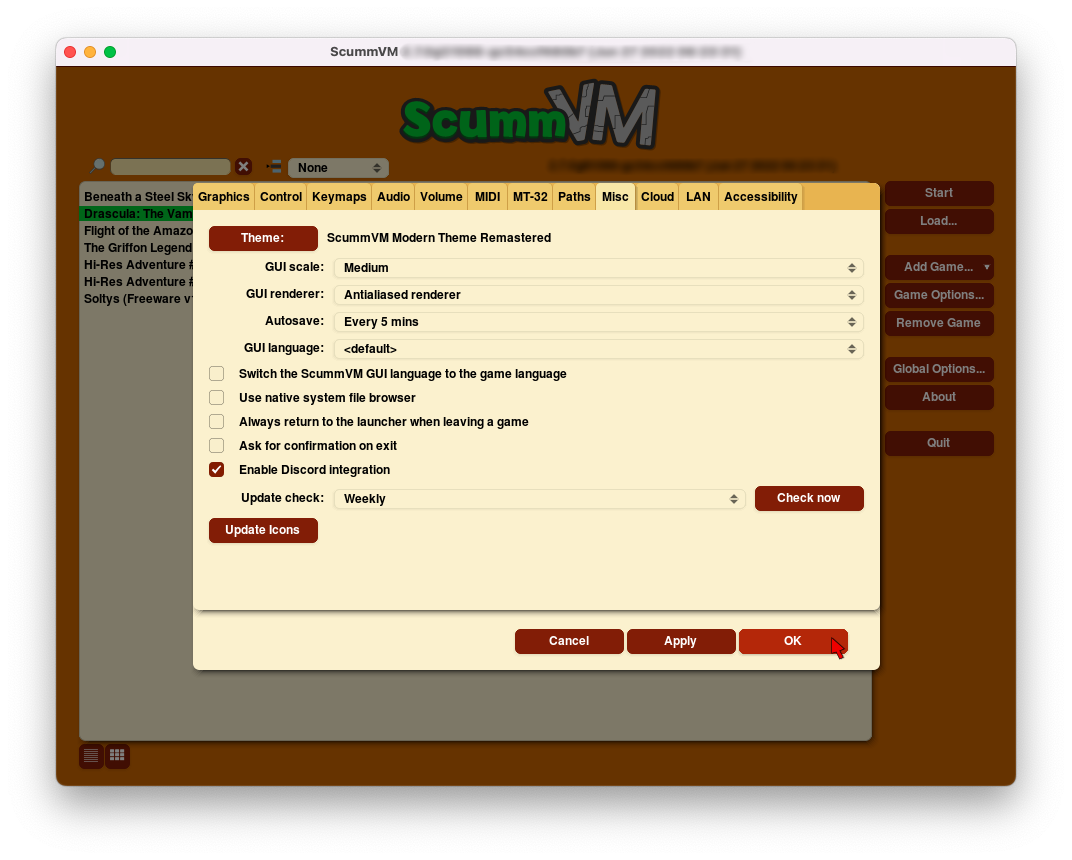 ScummVM
ScummVM
None
Beneath a Steel Sk
Drascula: The Vam
Flight of the Amazo
The Griffon Legend
Hi-Res Adventure #
Hi-Res Adventure #
Soltys (Freeware v
Graphics Control Keymaps Audio Volume MIDI MT-32 Paths Misc Cloud LAN Accessibility
Theme: ScummVM Modern Theme Remastered
GUI scale: Medium
GUI renderer: Antialiased renderer
Autosave: Every 5 mins
GUI language: <default>
Switch the ScummVM GUI language to the game language
Use native system file browser
Always return to the launcher when leaving a game
Ask for confirmation on exit
Enable Discord integration
Update check: Weekly Check now
Update Icons
Cancel Apply OK
Start
Load...
Add Game...
Game Options...
Remove Game
Global Options...
About
Quit